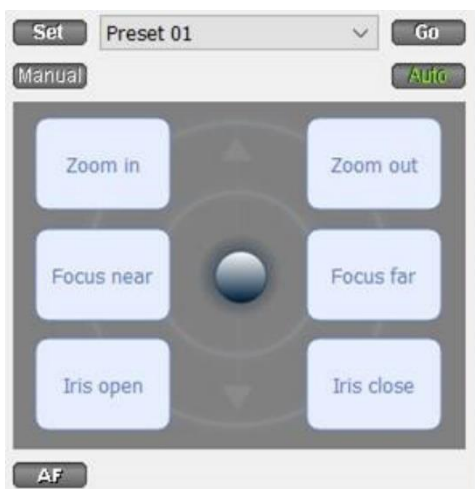 Set Preset 01 Go
Manual Auto
Zoom in Zoom out
Focus near Focus far
Iris open Iris close
AF